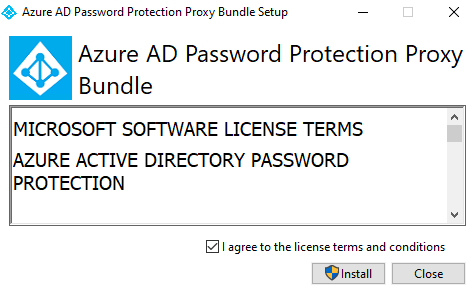 Azure AD Password Protection Proxy Bundle Setup
Azure AD Password Protection Proxy
Bundle
MICROSOFT SOFTWARE LICENSE TERMS
AZURE ACTIVE DIRECTORY PASSWORD
PROTECTION
I agree to the license terms and conditions
Install
Close